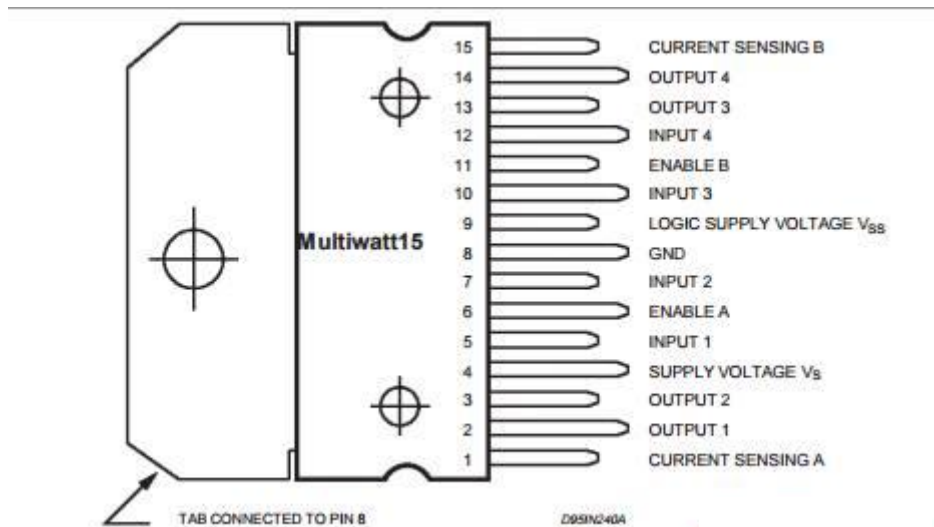 15 CURRENT SENSING B
14 OUTPUT 4
13 OUTPUT 3
12 INPUT 4
11 ENABLE B
10 INPUT 3
9 LOGIC SUPPLY VOLTAGE VSS
Multiwatt15
8 GND
7 INPUT 2
6 ENABLE A
5 INPUT 1
4 SUPPLY VOLTAGE VS
3 OUTPUT 2
2 OUTPUT 1
1 CURRENT SENSING A
TAB CONNECTED TO PIN 8
D95IN240A